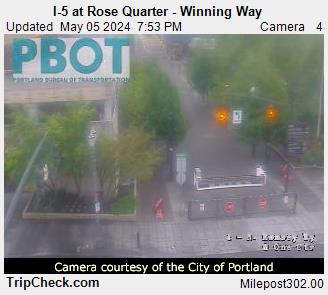 I-5 at Rose Quarter - Winning Way
Updated May 05 2024 7:53 PM Camera 4
PBOT
PORTLAND BUREAU OF TRANSPORTATION
Camera courtesy of the City of Portland
TripCheck.com Milepost302.00